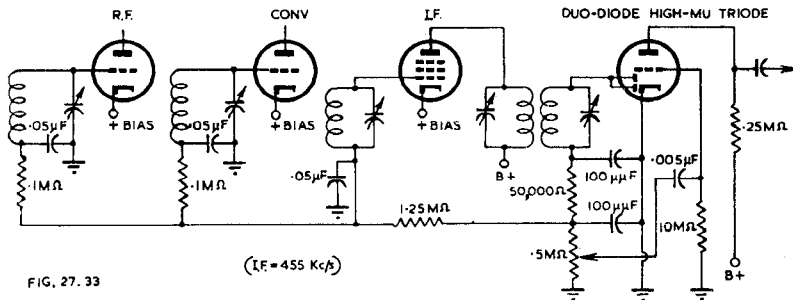 R.F.
CONV
I.F.
DUO-DIODE HIGH-MU TRIODE
.05µF
+ BIAS
.05µF
+ BIAS
+ BIAS
.25MΩ
.1MΩ
.1MΩ
.05µF
B+
100µµF
50,000Ω
.005µF
1.25MΩ
100µµF
.5MΩ
10MΩ
B+
(I.F. = 455 Kc/s)
FIG. 27.33